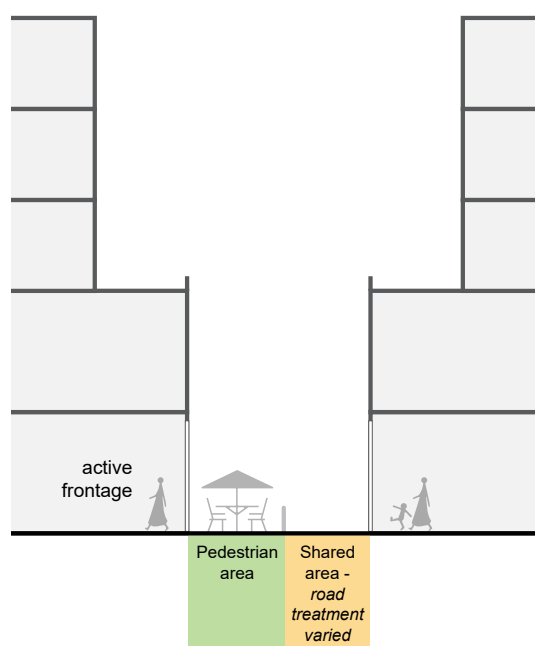 active
frontage
Pedestrian
area
Shared
area -
road
treatment
varied